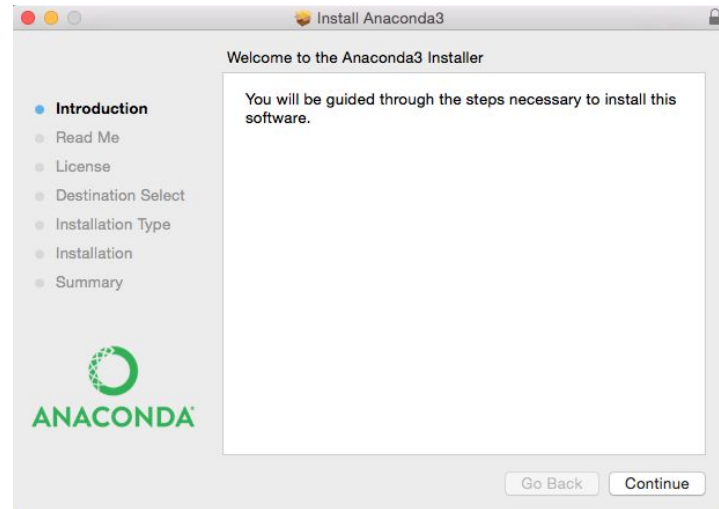 Install Anaconda3
Welcome to the Anaconda3 Installer
Introduction
Read Me
License
Destination Select
Installation Type
Installation
Summary
You will be guided through the steps necessary to install this
software.
ANACONDA
Go Back
Continue